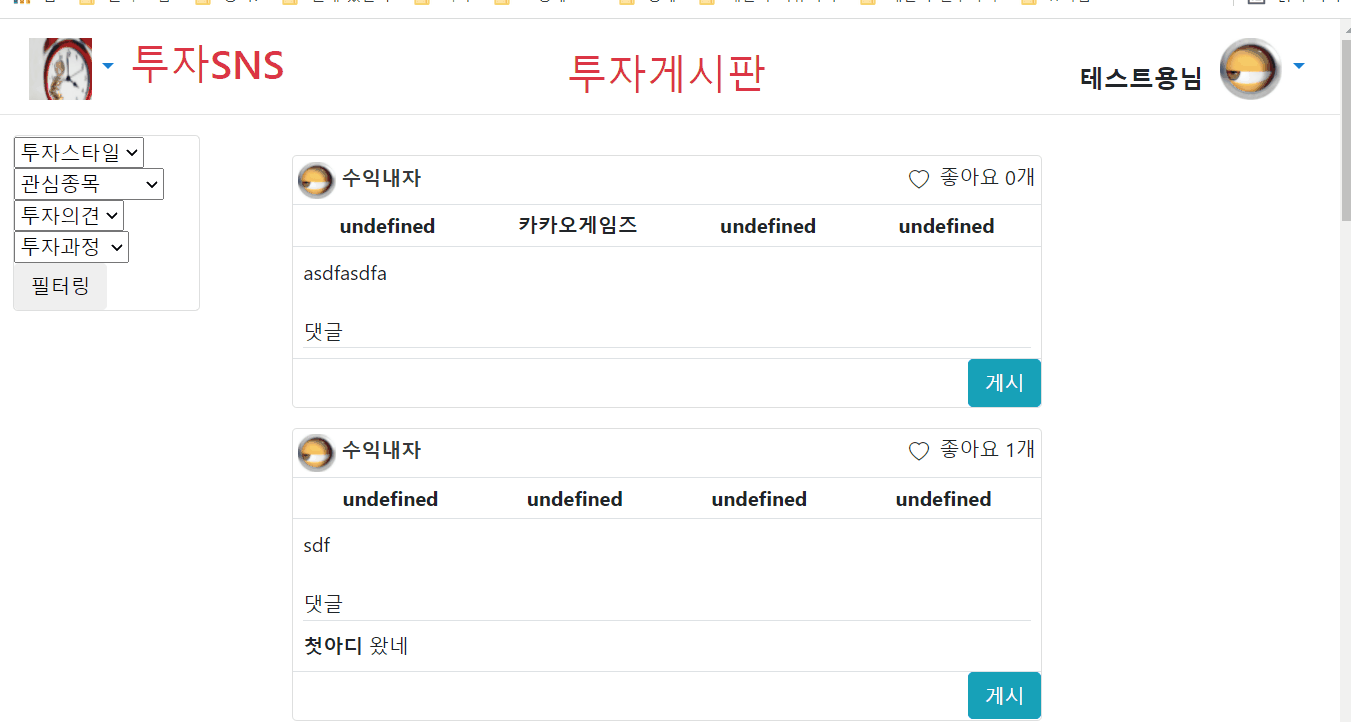 투자SNS 투자게시판 테스트용님
투자스타일
관심종목
투자의견
투자과정
필터링
수익내자 좋아요 0개
undefined 카카오게임즈 undefined undefined
asdfasdfa
댓글
게시
수익내자 좋아요 1개
undefined undefined undefined undefined
sdf
댓글
첫아디 왔네
게시